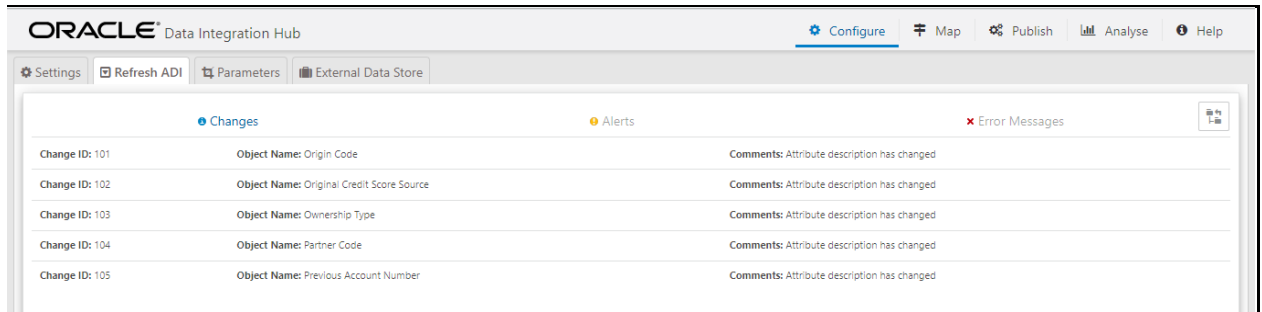 ORACLE® Data Integration Hub Configure Map Publish Analyse Help
Settings Refresh ADI Parameters External Data Store
Changes Alerts Error Messages
Change ID: 101 Object Name: Origin Code Comments: Attribute description has changed
Change ID: 102 Object Name: Original Credit Score Source Comments: Attribute description has changed
Change ID: 103 Object Name: Ownership Type Comments: Attribute description has changed
Change ID: 104 Object Name: Partner Code Comments: Attribute description has changed
Change ID: 105 Object Name: Previous Account Number Comments: Attribute description has changed